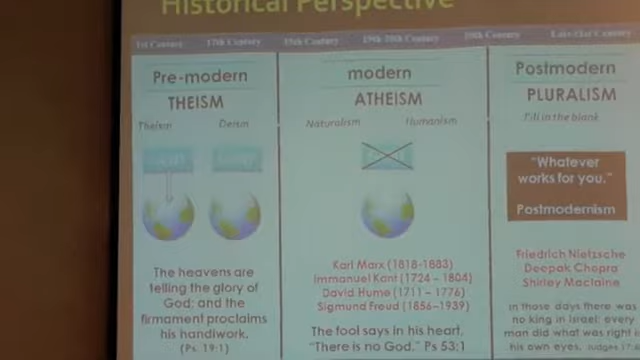 Historical Perspective
1st Century 17th Century 18th Century 19th-20th Century 20th Century
Pre-modern
THEISM
Theism Deism
modern
ATHEISM
Naturalism Humanism
Postmodern
PLURALISM
Fill in the blank
"Whatever
works for you."
Postmodernism
The heavens are
telling the glory of
God; and the
firmament proclaims
his handiwork.
(Ps 19:1)
Karl Marx (1818-1883)
Immanuel Kant (1724 - 1804)
David Hume (1711 - 1776)
Sigmund Freud (1856-1939)
The fool says in his heart,
"There is no God." Ps 53:1
Friedrich Nietzsche
Deepak Chopra
Shirley Maclaine
In those days there was
no king in Israel; every
man did what was right in
his own eyes. Judges